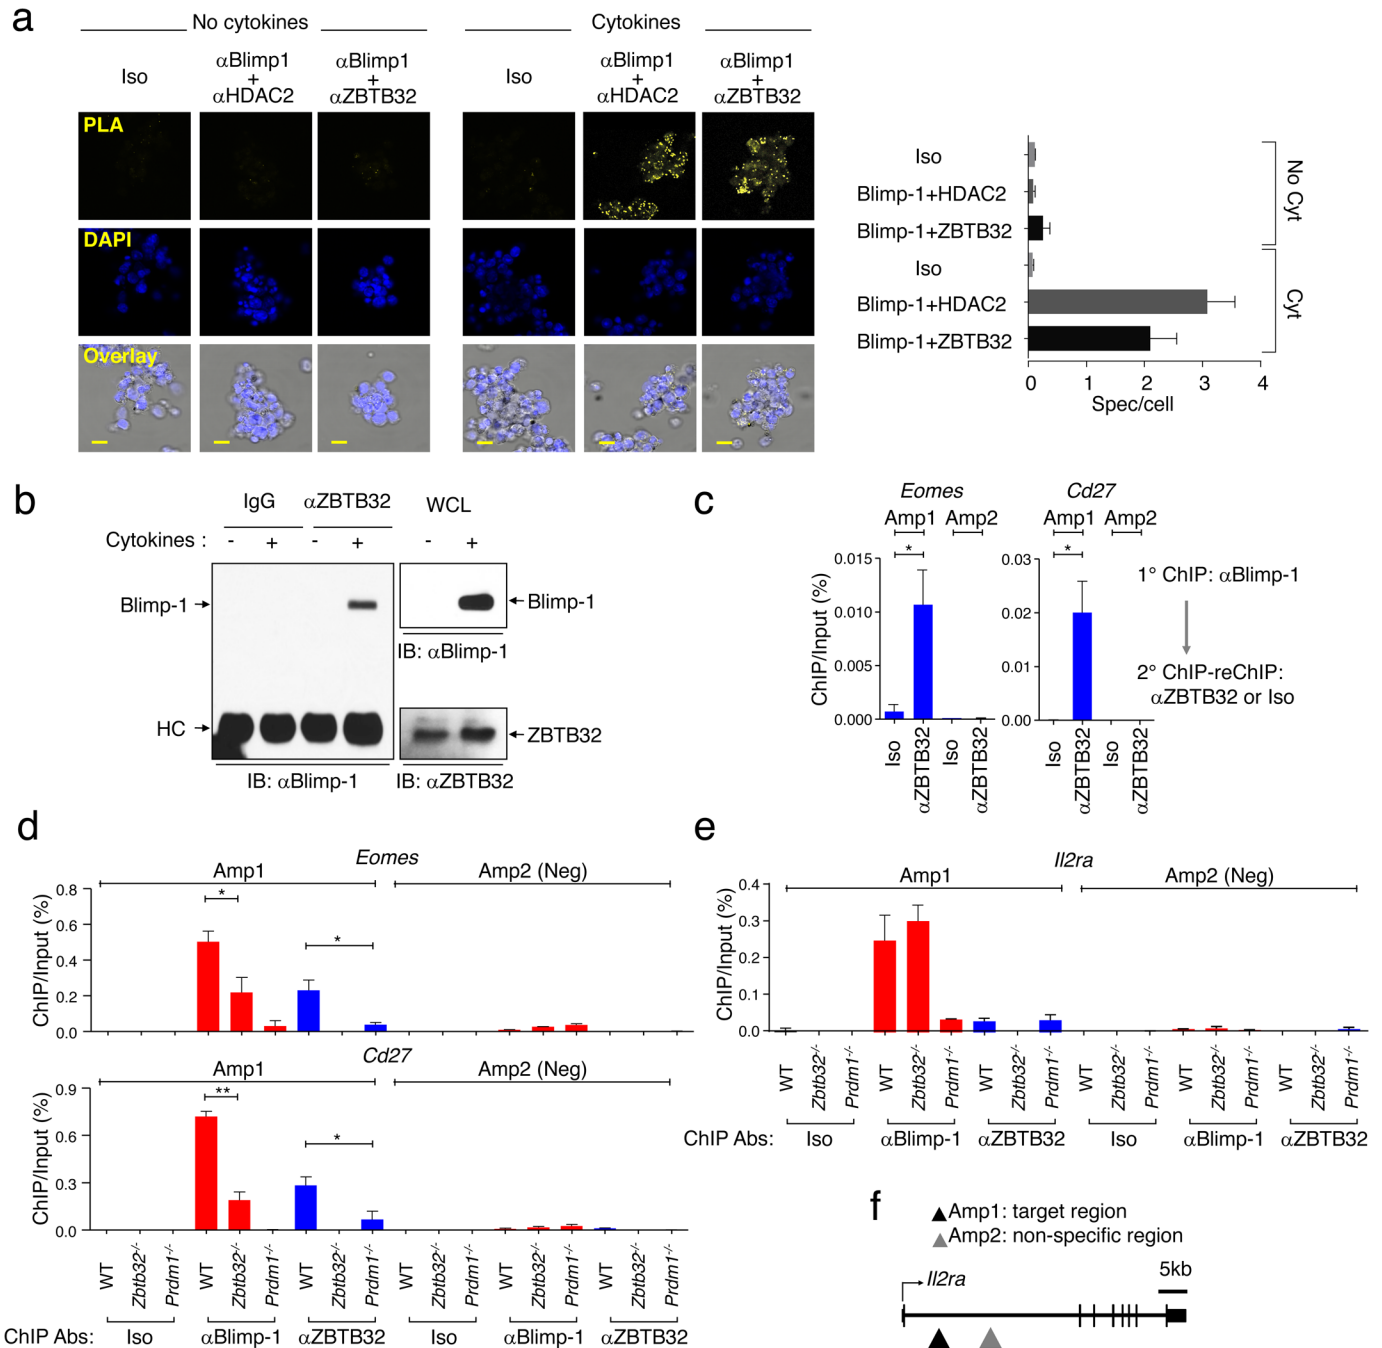 a
No cytokines
Cytokines
Iso
αBlimp1
+
αHDAC2
αBlimp1
+
αZBTB32
Iso
αBlimp1
+
αHDAC2
αBlimp1
+
αZBTB32
PLA
DAPI
Overlay
Iso
Blimp-1+HDAC2
Blimp-1+ZBTB32
Iso
Blimp-1+HDAC2
Blimp-1+ZBTB32
No Cyt
Cyt
0 1 2 3 4
Spec/cell
b
IgG αZBTB32 WCL
Cytokines : - + - + - +
Blimp-1
HC
Blimp-1
IB: αBlimp-1
ZBTB32
IB: αBlimp-1
IB: αZBTB32
c
Eomes
Cd27
Amp1 Amp2
Amp1 Amp2
ChIP/Input (%)
0.015
0.010
0.005
0.000
*
0.03
0.02
0.01
0.00
*
Iso
αZBTB32
Iso
αZBTB32
Iso
αZBTB32
Iso
αZBTB32
1° ChIP: αBlimp-1
2° ChIP-reChIP:
αZBTB32 or Iso
d
Eomes
Amp1
Amp2 (Neg)
ChIP/Input (%)
0.8
0.6
0.4
0.2
0.0
*
*
Cd27
Amp1
Amp2 (Neg)
ChIP/Input (%)
0.9
0.6
0.3
0.0
**
*
WT
Zbtb32-/-
Prdm1-/-
WT
Zbtb32-/-
Prdm1-/-
WT
Zbtb32-/-
Prdm1-/-
WT
Zbtb32-/-
Prdm1-/-
WT
Zbtb32-/-
Prdm1-/-
WT
Zbtb32-/-
Prdm1-/-
ChIP Abs: Iso αBlimp-1 αZBTB32 Iso αBlimp-1 αZBTB32
e
Il2ra
Amp1
Amp2 (Neg)
ChIP/Input (%)
0.4
0.3
0.2
0.1
0.0
WT
Zbtb32-/-
Prdm1-/-
WT
Zbtb32-/-
Prdm1-/-
WT
Zbtb32-/-
Prdm1-/-
WT
Zbtb32-/-
Prdm1-/-
WT
Zbtb32-/-
Prdm1-/-
WT
Zbtb32-/-
Prdm1-/-
ChIP Abs: Iso αBlimp-1 αZBTB32 Iso αBlimp-1 αZBTB32
f
Amp1: target region
Amp2: non-specific region
5kb
Il2ra